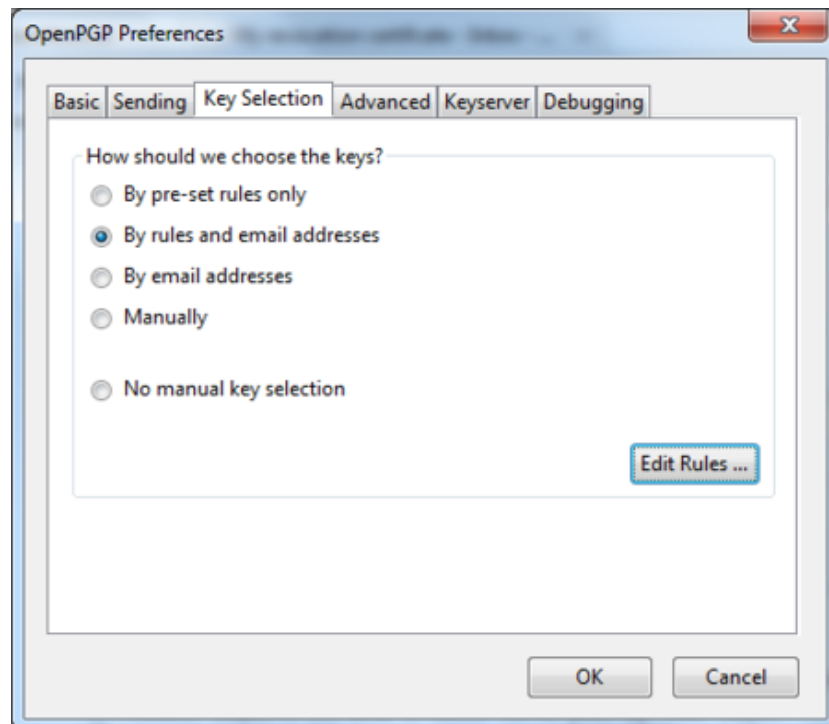 OpenPGP Preferences
Basic Sending Key Selection Advanced Keyserver Debugging
How should we choose the keys?
By pre-set rules only
By rules and email addresses
By email addresses
Manually
No manual key selection
Edit Rules ...
OK Cancel